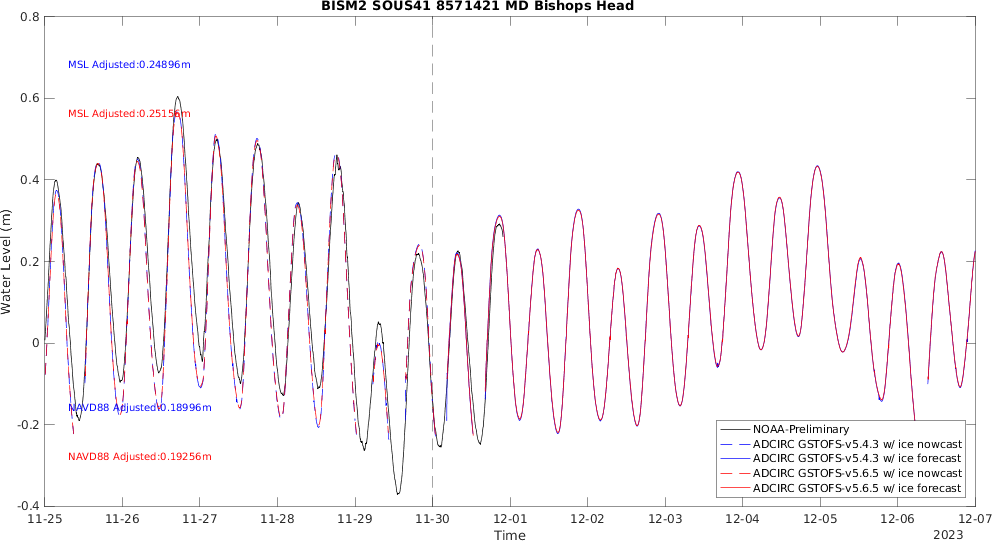 BISM2 SOUS41 8571421 MD Bishops Head
Water Level (m)
0.8
0.6
0.4
0.2
0
-0.2
-0.4
MSL Adjusted:0.24896m
MSL Adjusted:0.25156m
NAVD88 Adjusted:0.18996m
NAVD88 Adjusted:0.19256m
NOAA-Preliminary
ADCIRC GSTOFS-v5.4.3 w/ ice nowcast
ADCIRC GSTOFS-v5.4.3 w/ ice forecast
ADCIRC GSTOFS-v5.6.5 w/ ice nowcast
ADCIRC GSTOFS-v5.6.5 w/ ice forecast
11-25 11-26 11-27 11-28 11-29 11-30 12-01 12-02 12-03 12-04 12-05 12-06 12-07
Time
2023